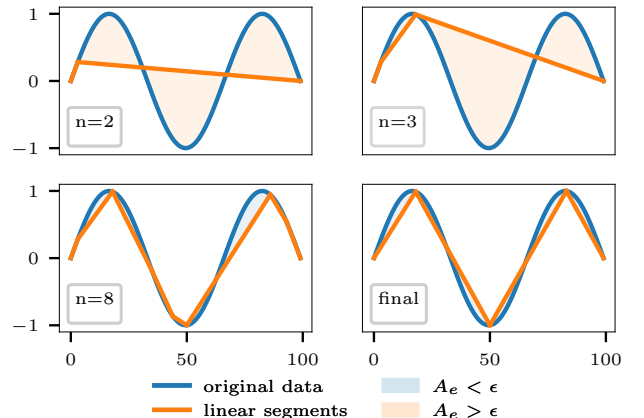 1
0
−1
n=2
n=3
1
0
−1
n=8
final
0 50 100 0 50 100
original data A_e < ϵ
linear segments A_e > ϵ